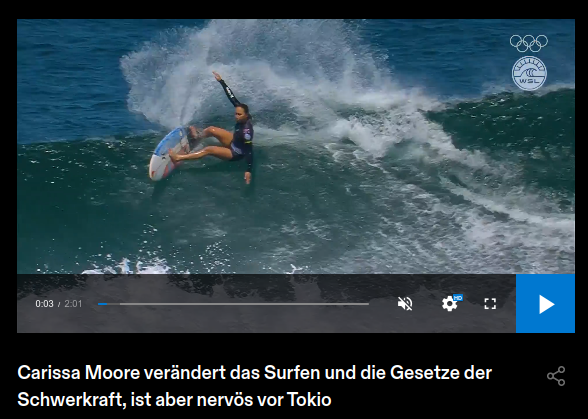 WSL
0:03 / 2:01
HD
Carissa Moore verändert das Surfen und die Gesetze der
Schwerkraft, ist aber nervös vor Tokio